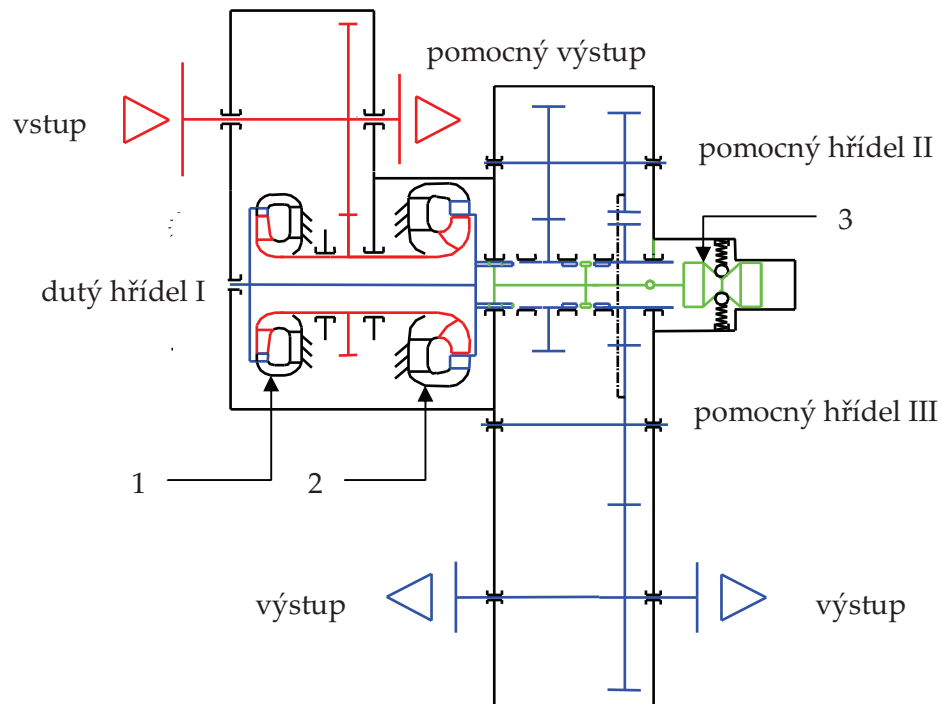 pomocný výstup
vstup
pomocný hřídel II
3
dutý hřídel I
pomocný hřídel III
1
2
výstup
výstup